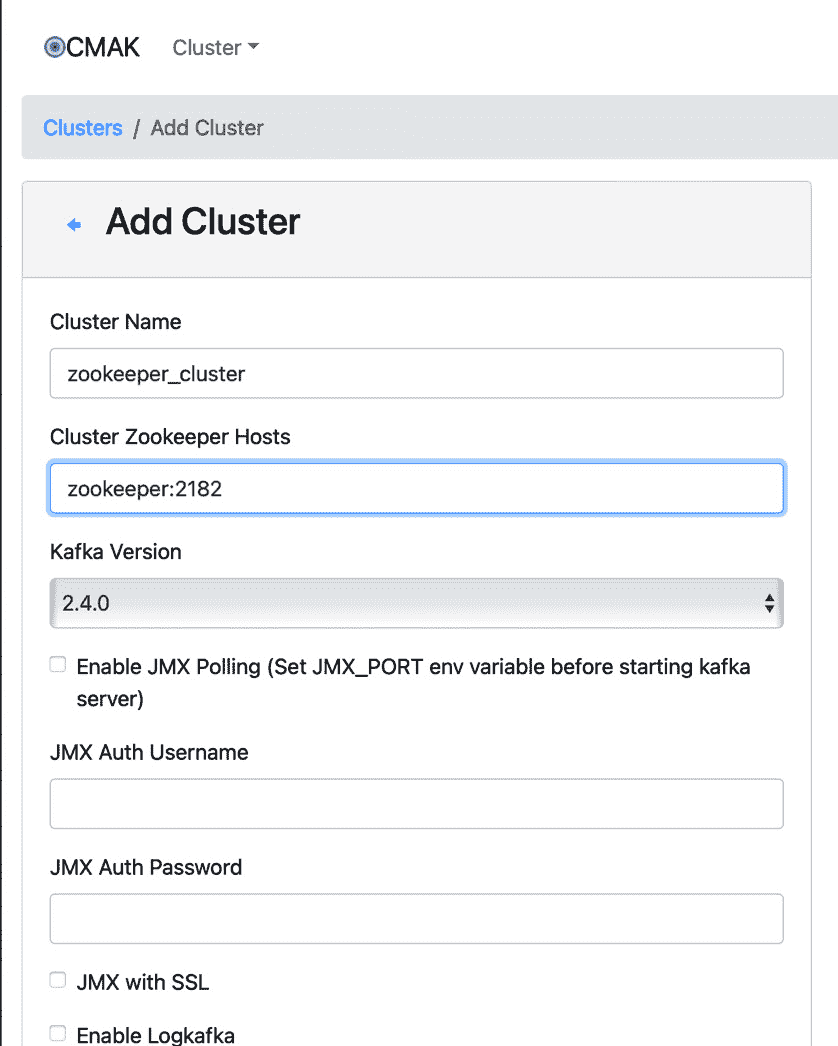 CMAK Cluster
Clusters / Add Cluster
Add Cluster
Cluster Name
zookeeper_cluster
Cluster Zookeeper Hosts
zookeeper:2182
Kafka Version
2.4.0
Enable JMX Polling (Set JMX_PORT env variable before starting kafka
server)
JMX Auth Username
JMX Auth Password
JMX with SSL
Enable Logkafka